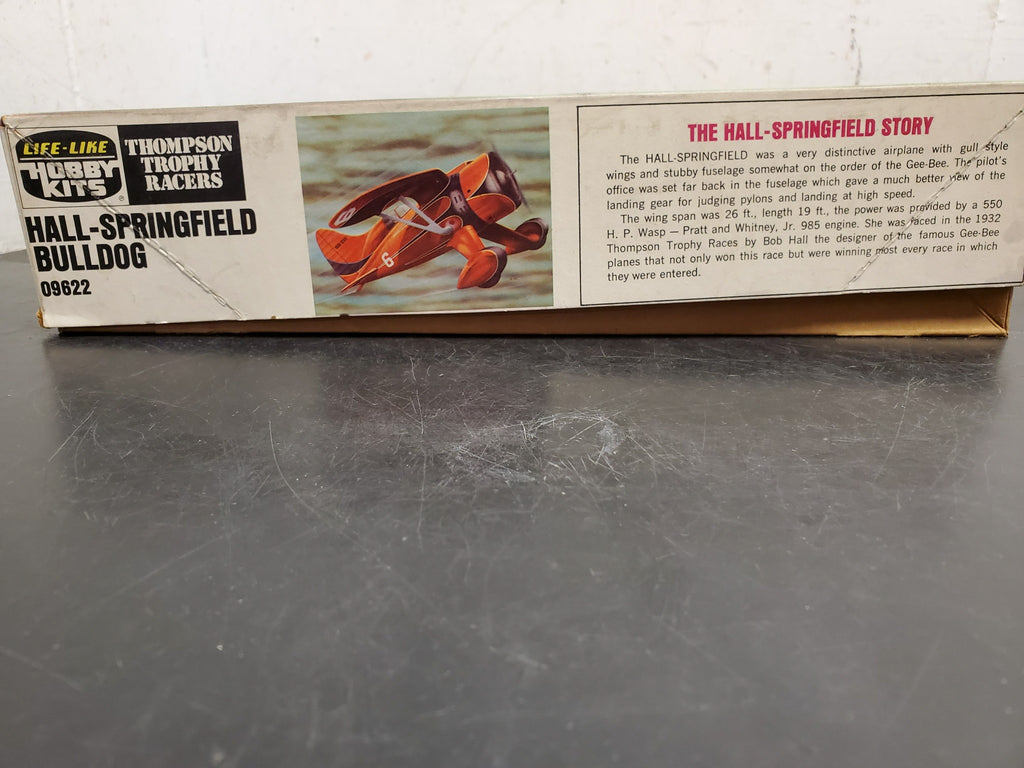 LIFE-LIKE
HOBBY
KITS
®
THOMPSON
TROPHY
RACERS
HALL-SPRINGFIELD
BULLDOG
09622
6
THE HALL-SPRINGFIELD STORY
The HALL-SPRINGFIELD was a very distinctive airplane with gull style
wings and stubby fuselage somewhat on the order of the Gee-Bee. The pilot's
office was set far back in the fuselage which gave a much better view of the
landing gear for judging pylons and landing at high speed.
The wing span was 26 ft., length 19 ft., the power was provided by a 550
H. P. Wasp — Pratt and Whitney, Jr. 985 engine. She was raced in the 1932
Thompson Trophy Races by Bob Hall the designer of the famous Gee-Bee
planes that not only won this race but were winning most every race in which
they were entered.